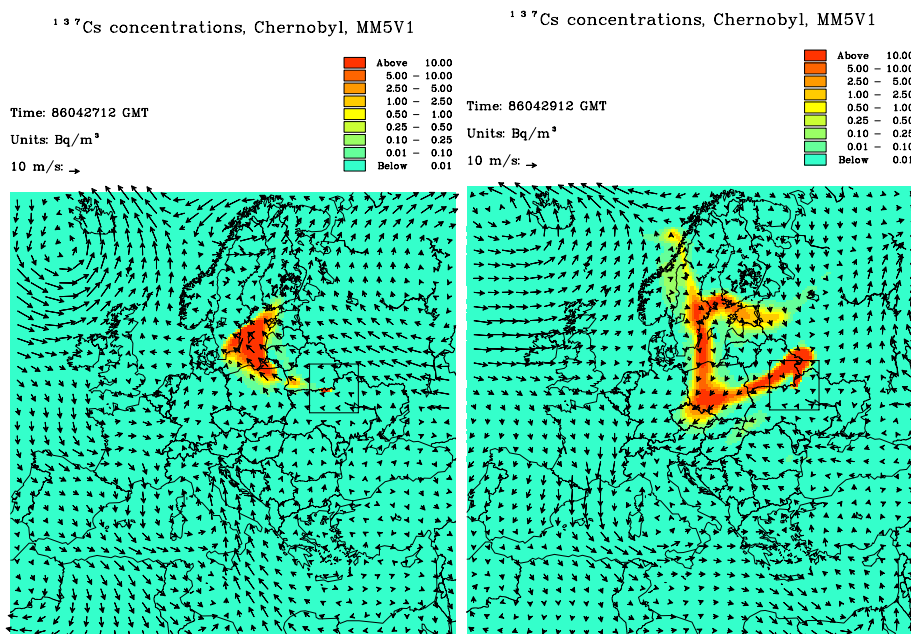 ¹³⁷Cs concentrations, Chernobyl, MM5V1
Above 10.00
5.00 – 10.00
2.50 – 5.00
1.00 – 2.50
0.50 – 1.00
0.25 – 0.50
0.10 – 0.25
0.01 – 0.10
Below 0.01
Time: 86042712 GMT
Units: Bq/m³
10 m/s:
¹³⁷Cs concentrations, Chernobyl, MM5V1
Above 10.00
5.00 – 10.00
2.50 – 5.00
1.00 – 2.50
0.50 – 1.00
0.25 – 0.50
0.10 – 0.25
0.01 – 0.10
Below 0.01
Time: 86042912 GMT
Units: Bq/m³
10 m/s: